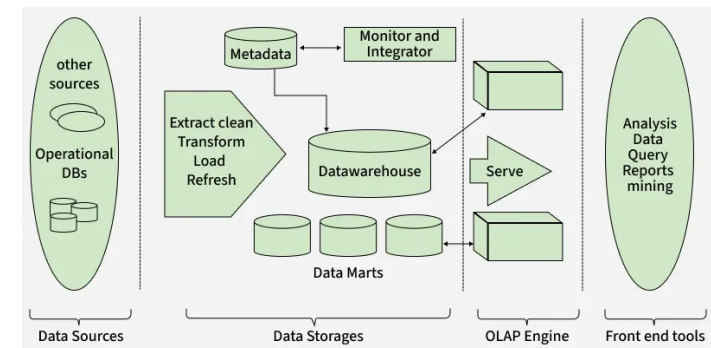 other
sources
Operational
DBs
Metadata
Monitor and
Integrator
Extract clean
Transform
Load
Refresh
Datawarehouse
Data Marts
Serve
Analysis
Data
Query
Reports
mining
Data Sources
Data Storages
OLAP Engine
Front end tools